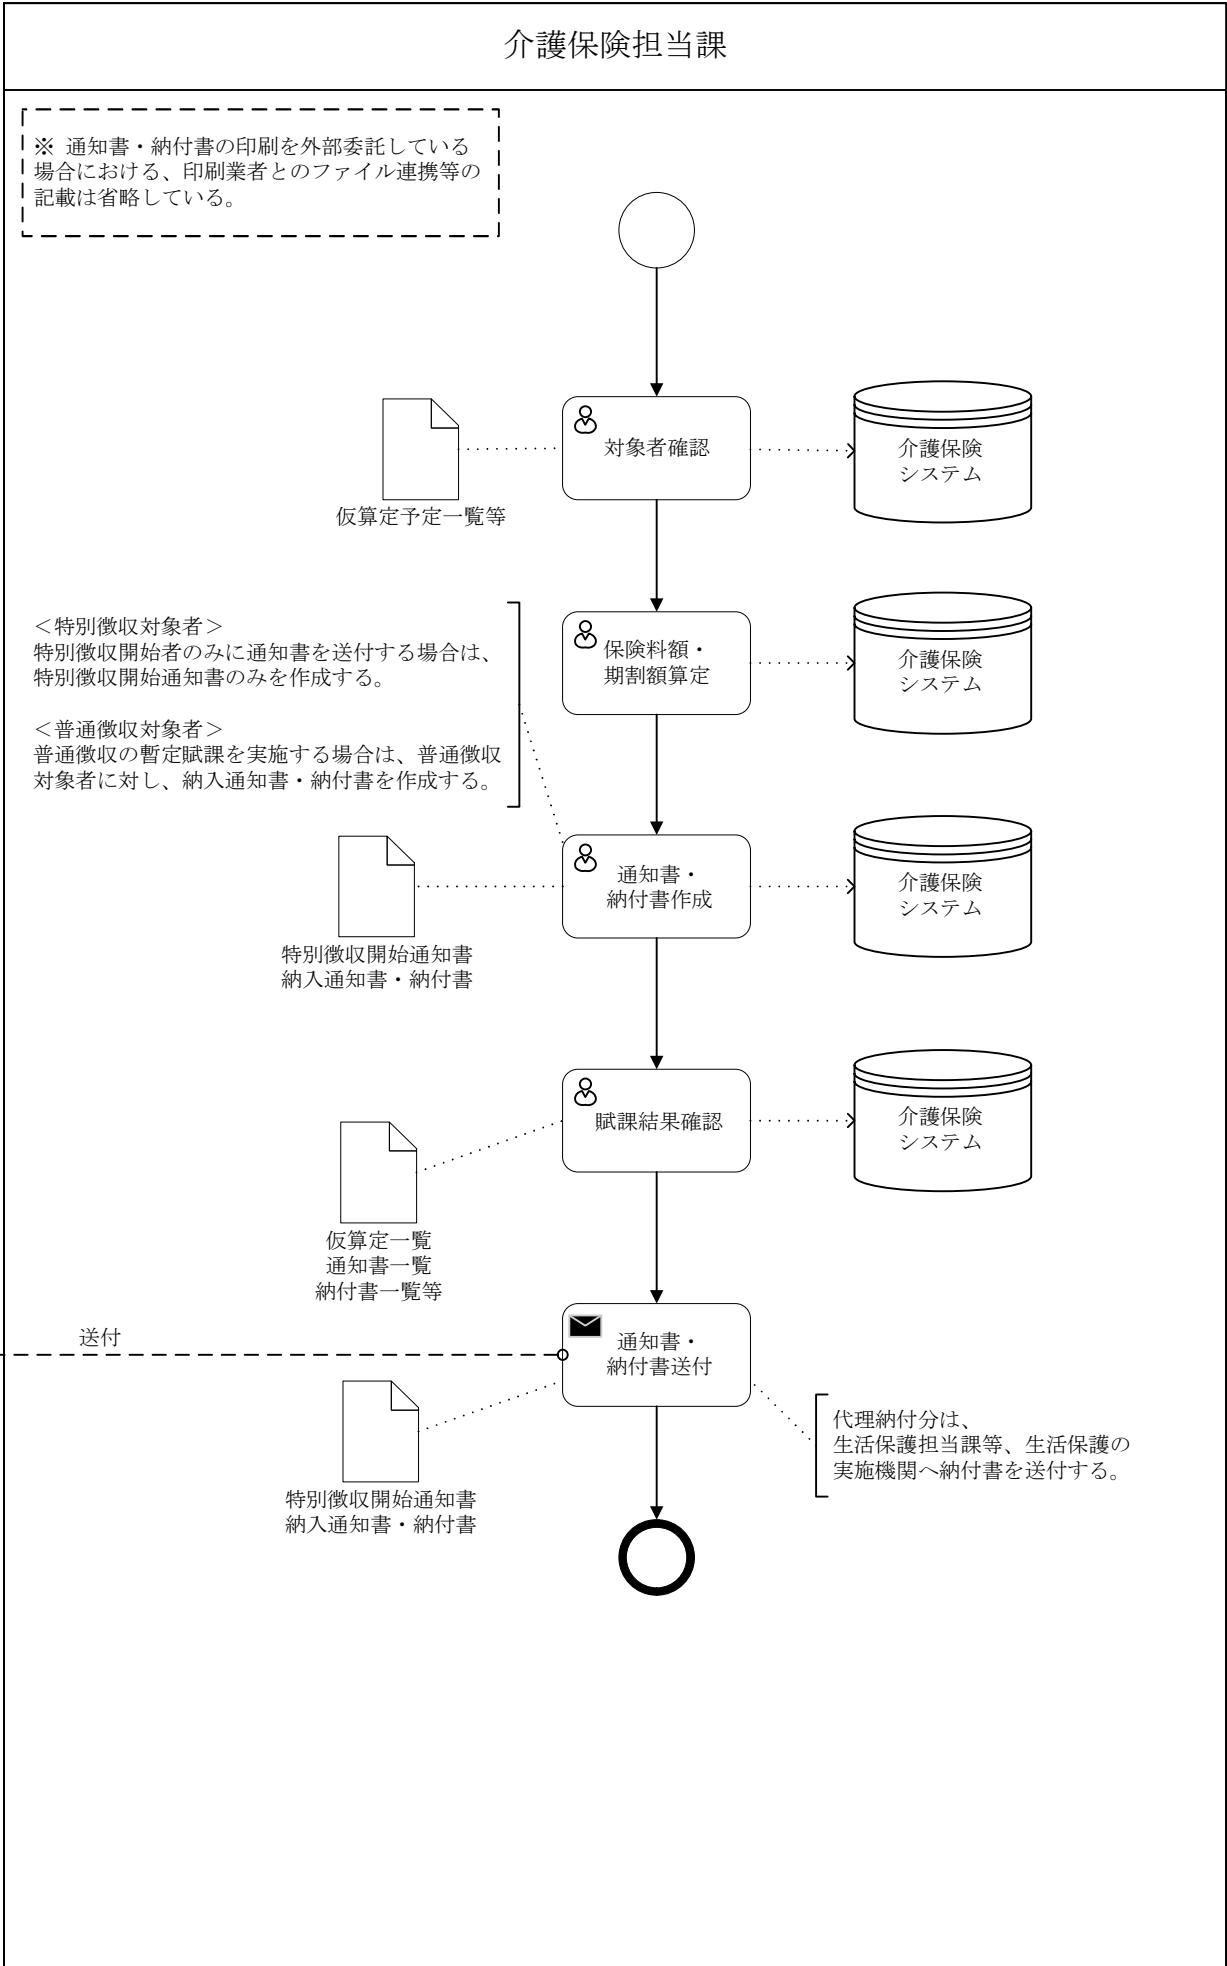 介護保険担当課
※ 通知書・納付書の印刷を外部委託している
場合における、印刷業者とのファイル連携等の
記載は省略している。
対象者確認
介護保険
システム
仮算定予定一覧等
保険料額・
期割額算定
介護保険
システム
＜特別徴収対象者＞
特別徴収開始者のみに通知書を送付する場合は、
特別徴収開始通知書のみを作成する。
＜普通徴収対象者＞
普通徴収の暫定賦課を実施する場合は、普通徴収
対象者に対し、納入通知書・納付書を作成する。
通知書・
納付書作成
介護保険
システム
特別徴収開始通知書
納入通知書・納付書
賦課結果確認
介護保険
システム
仮算定一覧
通知書一覧
納付書一覧等
送付
通知書・
納付書送付
代理納付分は、
生活保護担当課等、生活保護の
実施機関へ納付書を送付する。
特別徴収開始通知書
納入通知書・納付書